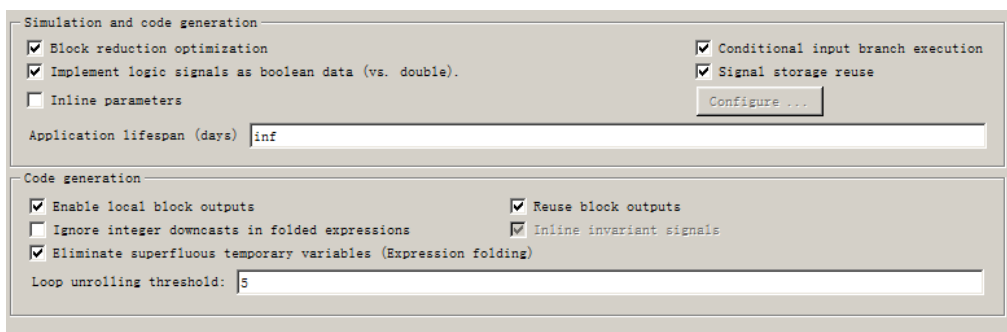 Simulation and code generation
Block reduction optimization Conditional input branch execution
Implement logic signals as boolean data (vs. double). Signal storage reuse
Inline parameters Configure ...
Application lifespan (days) inf
Code generation
Enable local block outputs Reuse block outputs
Ignore integer downcasts in folded expressions Inline invariant signals
Eliminate superfluous temporary variables (Expression folding)
Loop unrolling threshold: 5